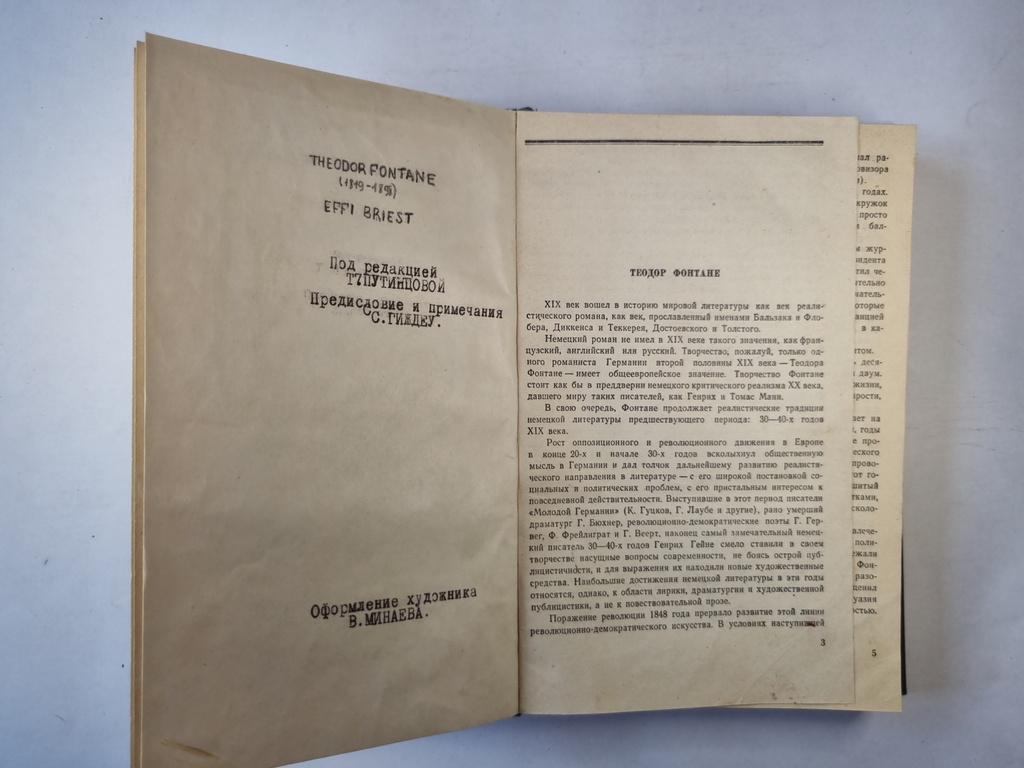 THEODOR FONTANE
(1819-1898)
EFFI BRIEST
Под редакцией
Т.ПУТИНЦОВОЙ
Предисловие и примечания
С.ГИЖДЕУ.
Оформление художника
В.МИНАЕВА.
ТЕОДОР ФОНТАНЕ
XIX век вошел в историю мировой литературы как век реали-
стического романа, как век, прославленный именами Бальзака и Фло-
бера, Диккенса и Теккерея, Достоевского и Толстого.
Немецкий роман не имел в XIX веке такого значения, как фран-
цузский, английский или русский. Творчество, пожалуй, только од-
ного романиста Германии второй половины XIX века — Теодора
Фонтане — имеет общеевропейское значение. Творчество Фонтане
стоит как бы в преддверии немецкого критического реализма XX века,
давшего миру таких писателей, как Генрих и Томас Манн.
В свою очередь, Фонтане продолжает реалистические традиции
немецкой литературы предшествующего периода: 30—40-х годов
XIX века.
Рост оппозиционного и революционного движения в Европе
в конце 20-х и начале 30-х годов всколыхнул общественную
мысль в Германии и дал толчок дальнейшему развитию реалисти-
ческого направления в литературе — с его широкой постановкой со-
циальных и политических проблем, с его пристальным интересом к
повседневной действительности. Выступившие в этот период писатели
«Молодой Германии» (К. Гуцков, Г. Лаубе и другие), рано умерший
драматург Г. Бюхнер, революционно-демократические поэты Г. Гер-
вег, Ф. Фрейлиграт и Г. Веерт, наконец самый замечательный немец-
кий писатель 30—40-х годов Генрих Гейне смело ставили в своем
творчестве насущные вопросы современности, не боясь острой пуб-
лицистичности, и для выражения их находили новые художественные
средства. Наибольшие достижения немецкой литературы в эти годы
относятся, однако, к области лирики, драматургии и художественной
публицистики, а не к повествовательной прозе.
Поражение революции 1848 года прервало развитие этой линии
революционно-демократического искусства. В условиях наступившей
3
5